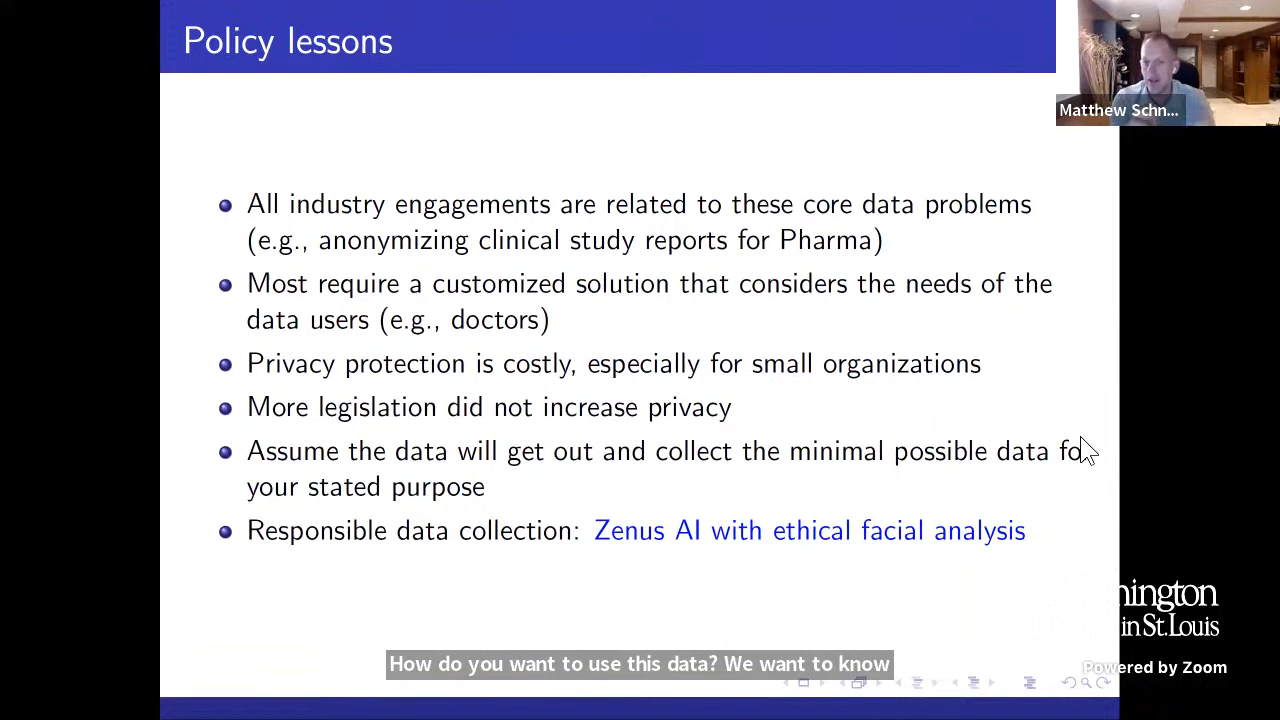 Policy lessons
Matthew Schn...
All industry engagements are related to these core data problems
(e.g., anonymizing clinical study reports for Pharma)
Most require a customized solution that considers the needs of the
data users (e.g., doctors)
Privacy protection is costly, especially for small organizations
More legislation did not increase privacy
Assume the data will get out and collect the minimal possible data fo
your stated purpose
Responsible data collection: Zenus AI with ethical facial analysis
hington
in St.Louis
How do you want to use this data? We want to know
Powered by Zoom